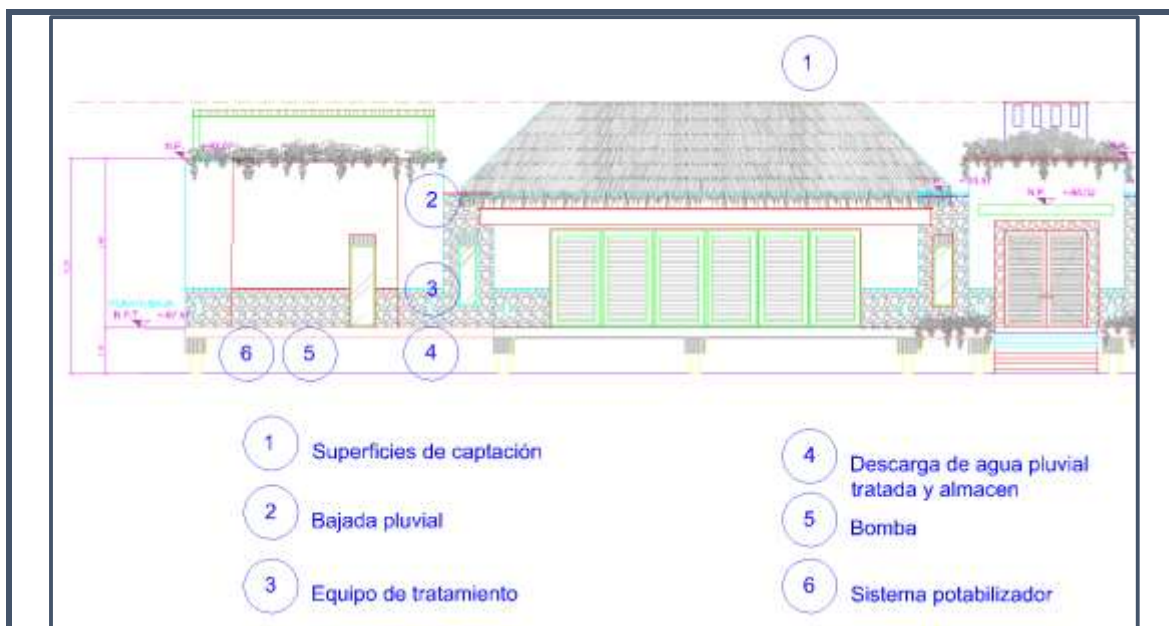 1
2
3
6
5
4
N.P.
N.P.T.
1
Superficies de captación
2
Bajada pluvial
3
Equipo de tratamiento
4
Descarga de agua pluvial
tratada y almacen
5
Bomba
6
Sistema potabilizador